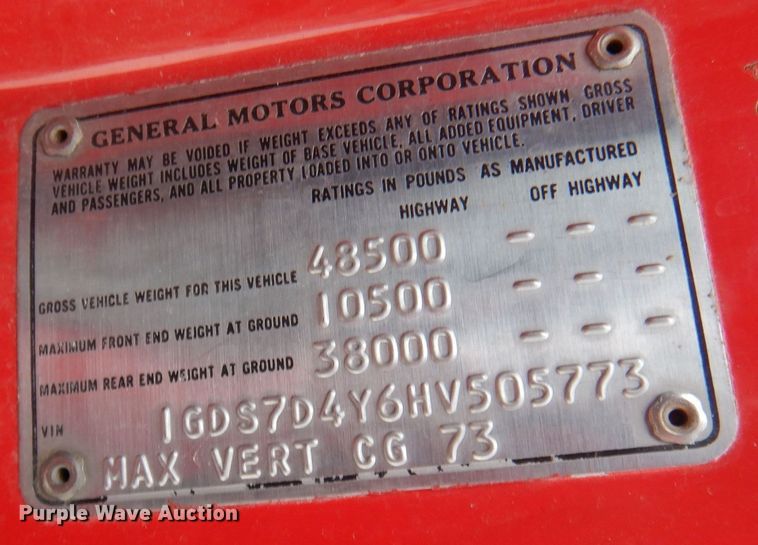 GENERAL MOTORS CORPORATION
WARRANTY MAY BE VOIDED IF WEIGHT EXCEEDS ANY OF RATINGS SHOWN. GROSS
VEHICLE WEIGHT INCLUDES WEIGHT OF BASE VEHICLE, ALL ADDED EQUIPMENT, DRIVER
AND PASSENGERS, AND ALL PROPERTY LOADED INTO OR ONTO VEHICLE.
RATINGS IN POUNDS AS MANUFACTURED
HIGHWAY OFF HIGHWAY
GROSS VEHICLE WEIGHT FOR THIS VEHICLE 48500 - - -
MAXIMUM FRONT END WEIGHT AT GROUND 10500 - - -
MAXIMUM REAR END WEIGHT AT GROUND 38000 - - -
VIN 1GDS7D4Y6HV505773
MAX VERT CG 73
Purple Wave Auction